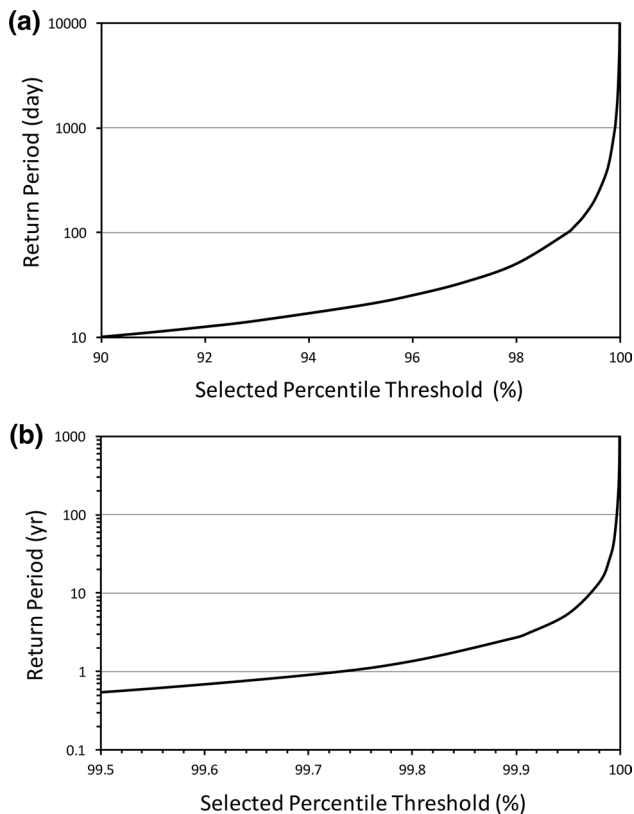 (a)
Return Period (day)
10000
1000
100
10
90 92 94 96 98 100
Selected Percentile Threshold (%)
(b)
Return Period (yr)
1000
100
10
1
0.1
99.5 99.6 99.7 99.8 99.9 100
Selected Percentile Threshold (%)